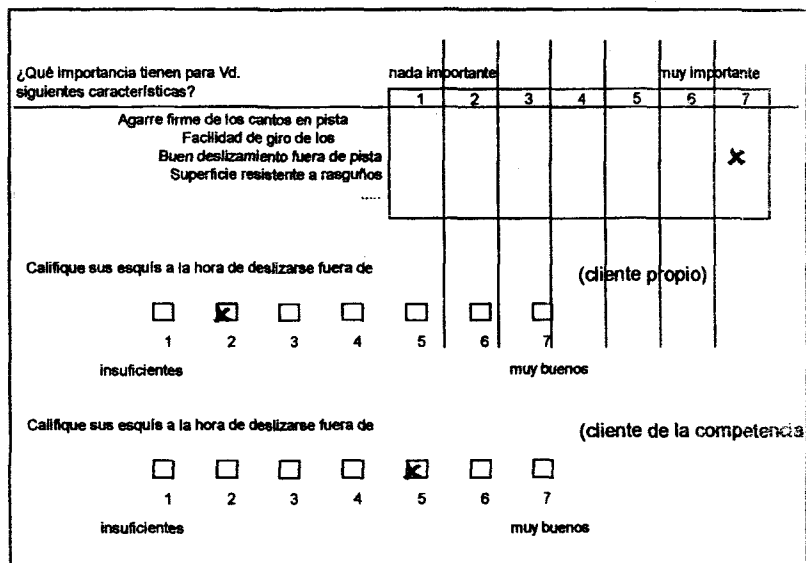 ¿Qué importancia tienen para Vd. nada importante muy importante
siguientes características?
1 2 3 4 5 6 7
Agarre firme de los cantos en pista
Facilidad de giro de los
Buen deslizamiento fuera de pista
Superficie resistente a rasguños
.....
Califique sus esquís a la hora de deslizarse fuera de (cliente propio)
1 2 3 4 5 6 7
insuficientes muy buenos
Califique sus esquís a la hora de deslizarse fuera de (cliente de la competencia
1 2 3 4 5 6 7
insuficientes muy buenos